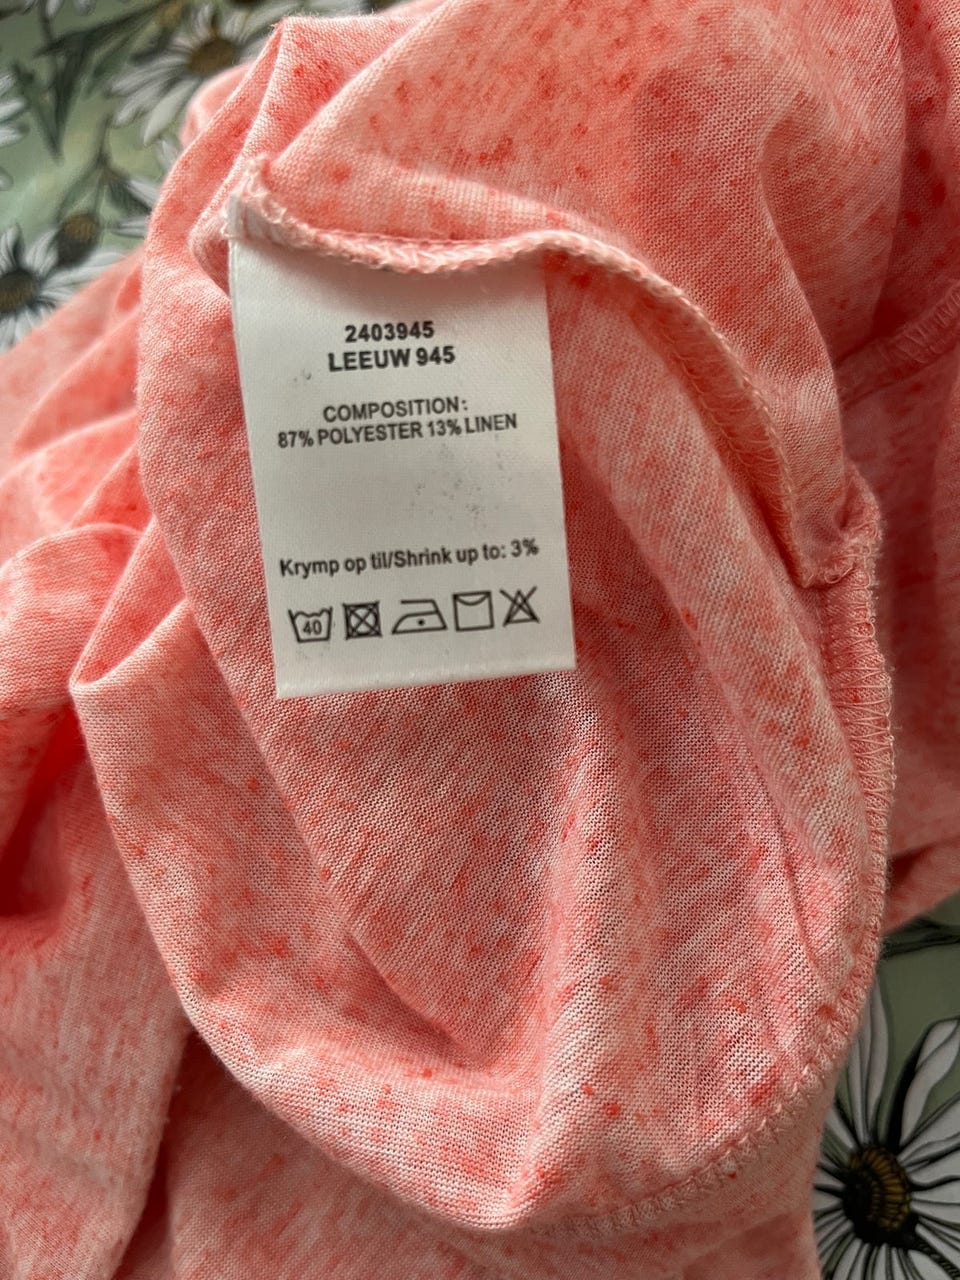 2403945
LEEUW 945
COMPOSITION:
87% POLYESTER 13% LINEN
Krymp op til/Shrink up to: 3%
40